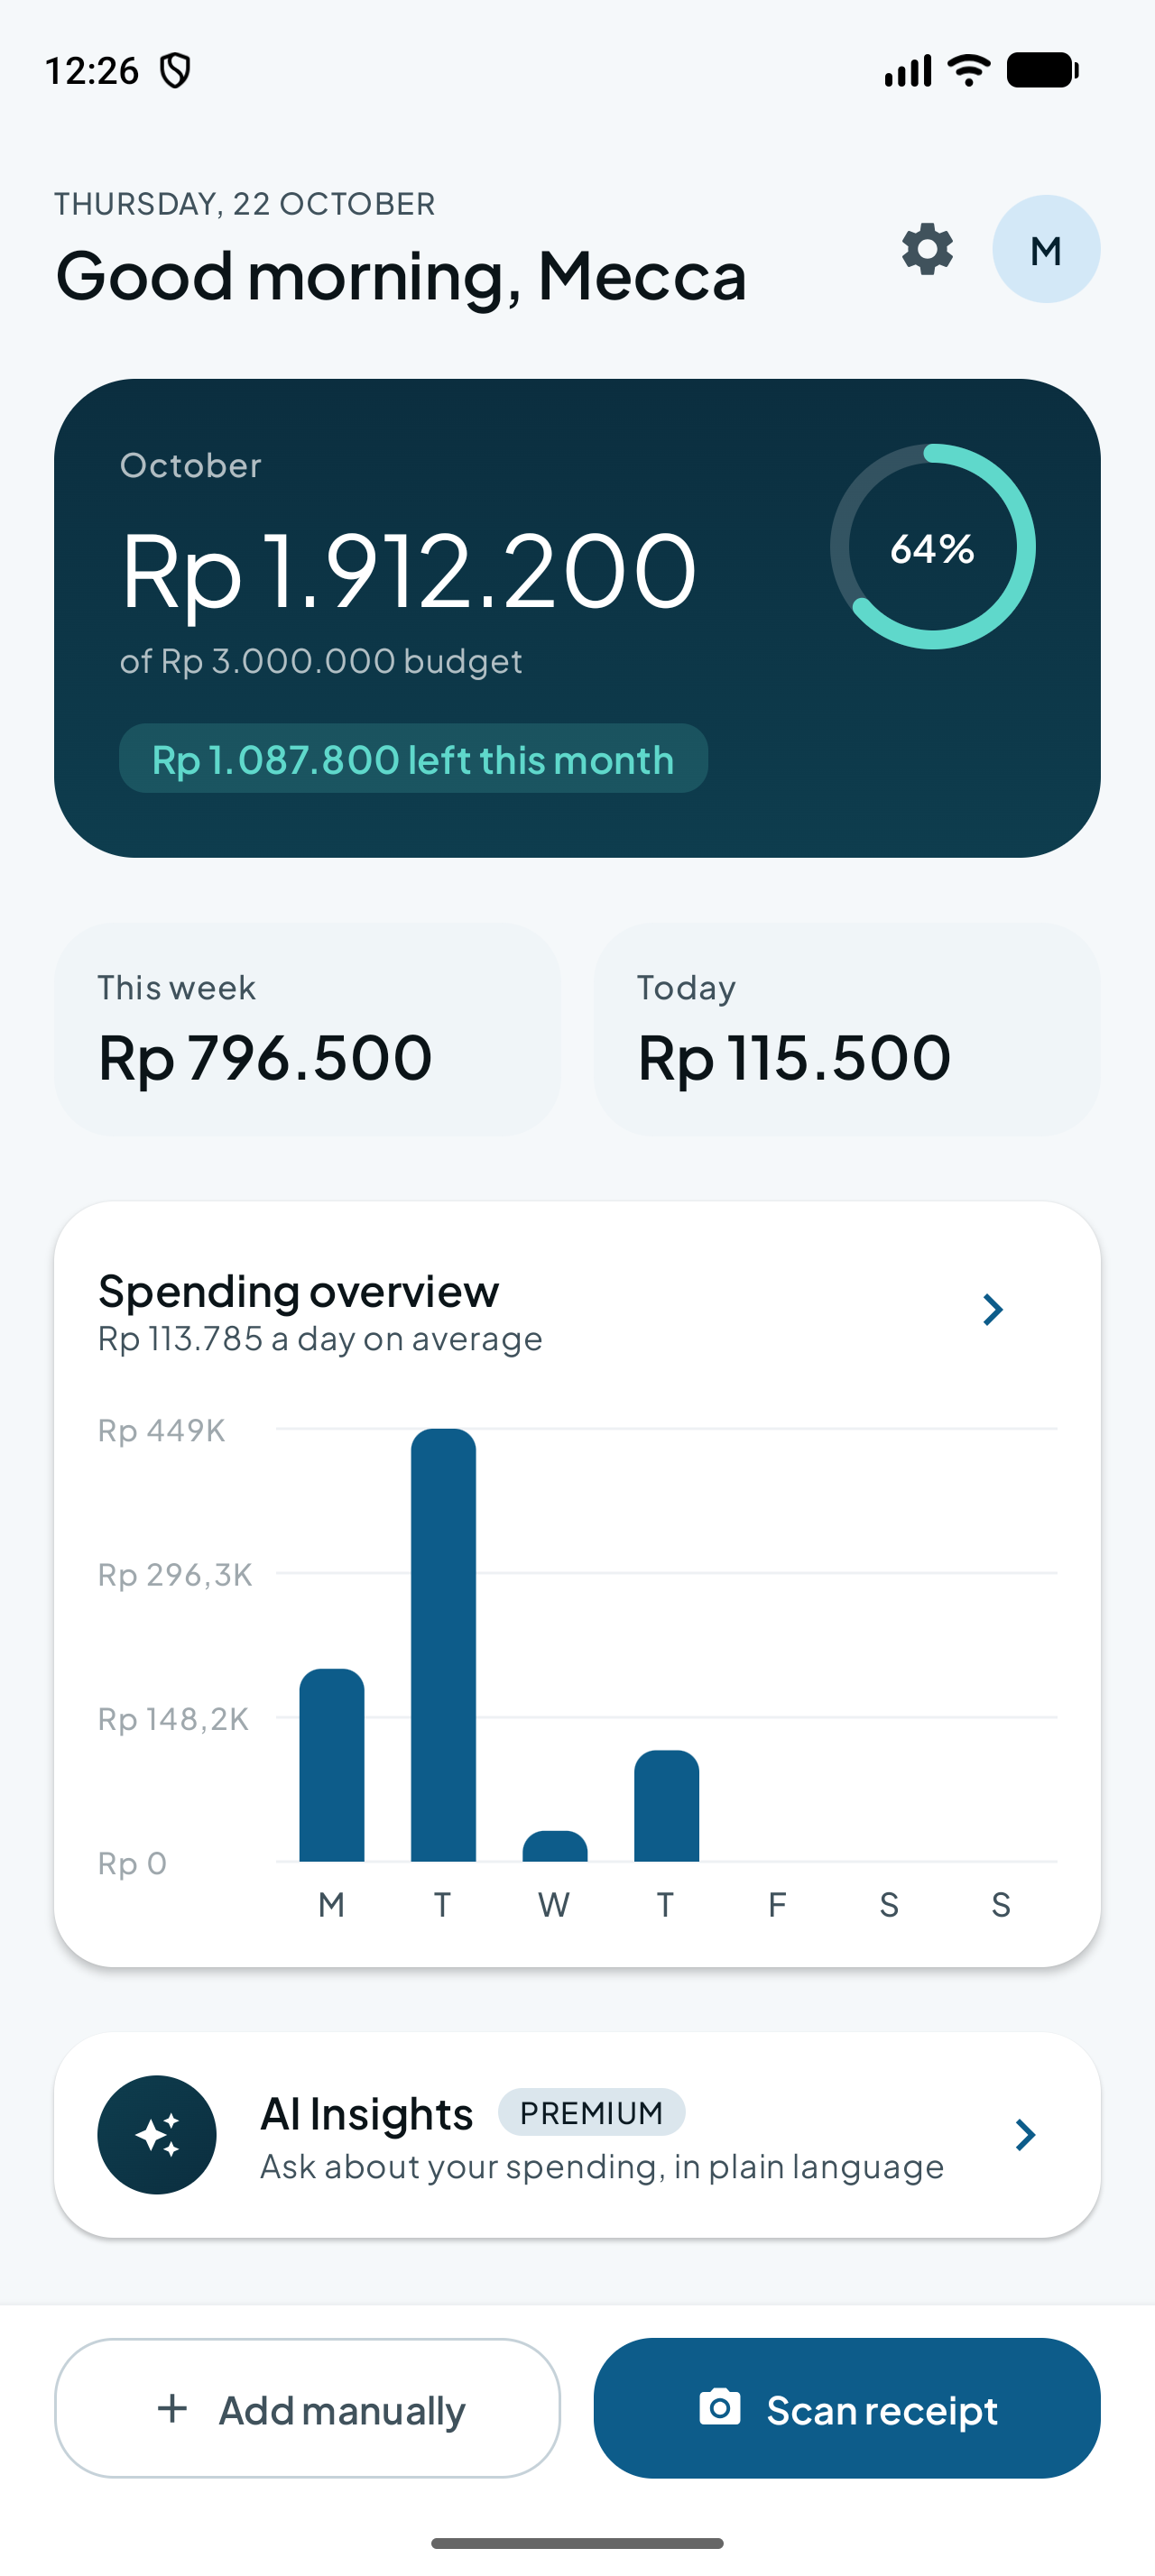 12:26
THURSDAY, 22 OCTOBER
Good morning, Mecca
M
October
Rp 1.912.200
of Rp 3.000.000 budget
Rp 1.087.800 left this month
64%
This week
Rp 796.500
Today
Rp 115.500
Spending overview
Rp 113.785 a day on average
Rp 449K
Rp 296,3K
Rp 148,2K
Rp 0
M T W T F S S
AI Insights PREMIUM
Ask about your spending, in plain language
Add manually
Scan receipt